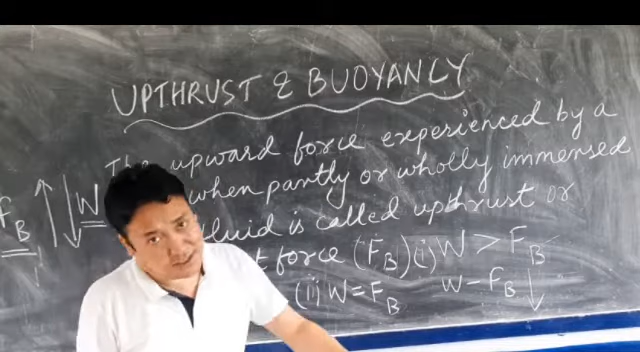 UPTHRUST & BUOYANLY
The upward force experienced by a
when partly or wholly immensed
fluid is called upthrust or
t force (FB) (i) W > FB
(ii) W = FB W - FB ↓
FB ↑ ↓ W